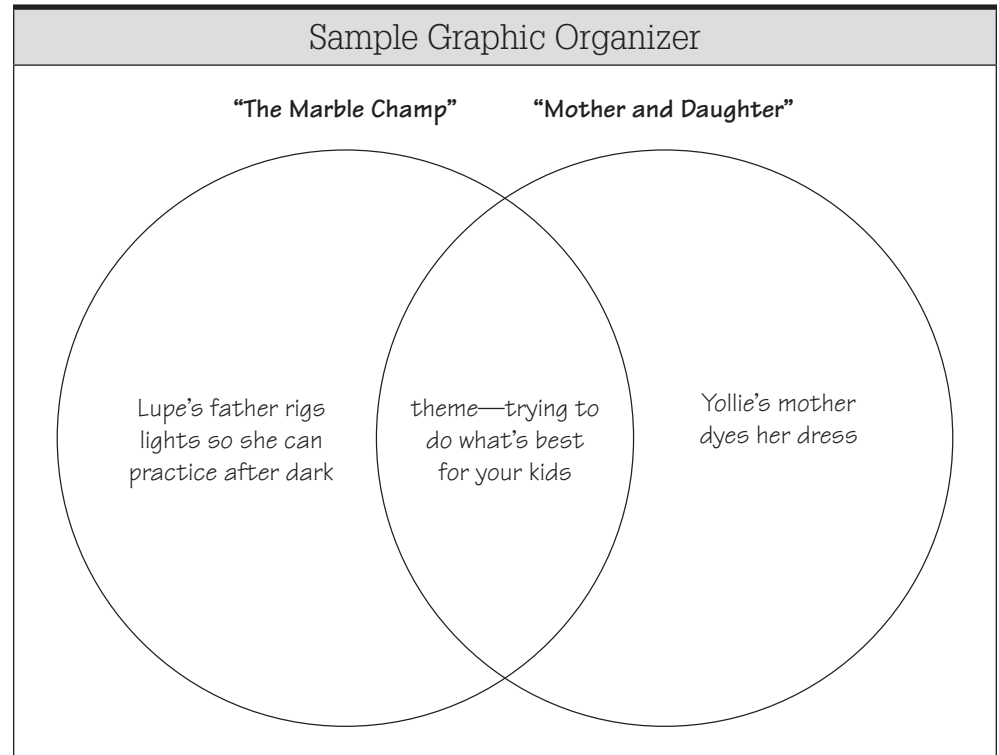 Sample Graphic Organizer
“The Marble Champ”
“Mother and Daughter”
Lupe’s father rigs
lights so she can
practice after dark
theme—trying to
do what’s best
for your kids
Yollie’s mother
dyes her dress